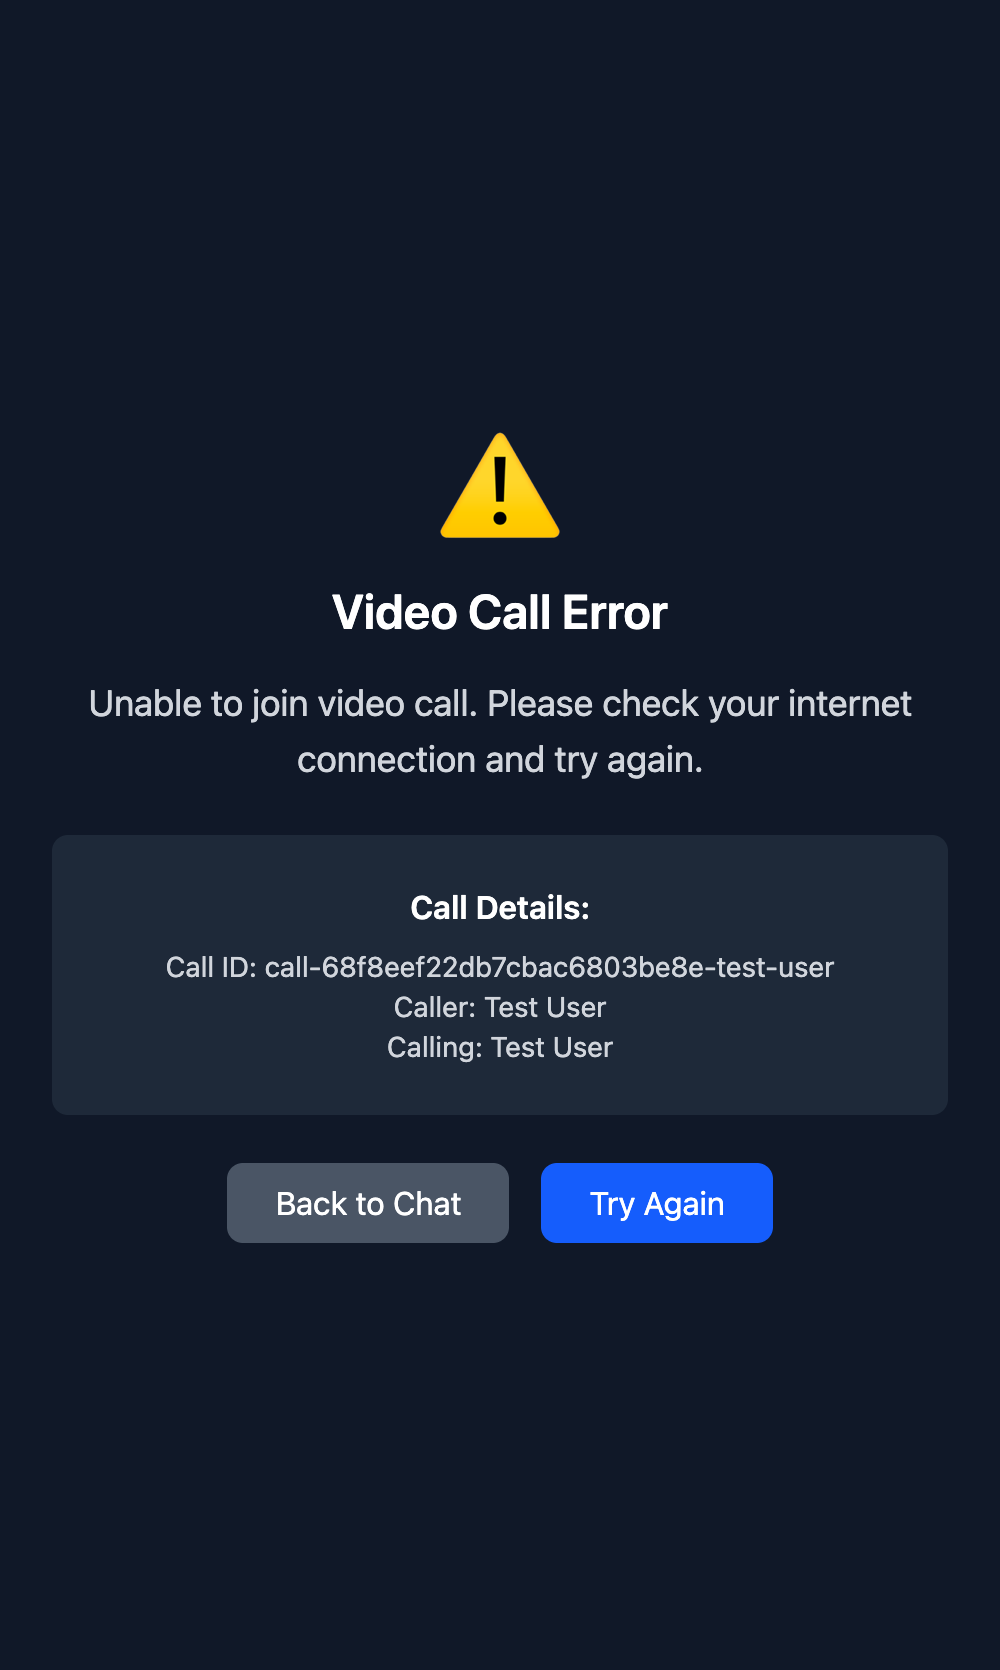 Video Call Error
Unable to join video call. Please check your internet
connection and try again.
Call Details:
Call ID: call-68f8eef22db7cbac6803be8e-test-user
Caller: Test User
Calling: Test User
Back to Chat
Try Again